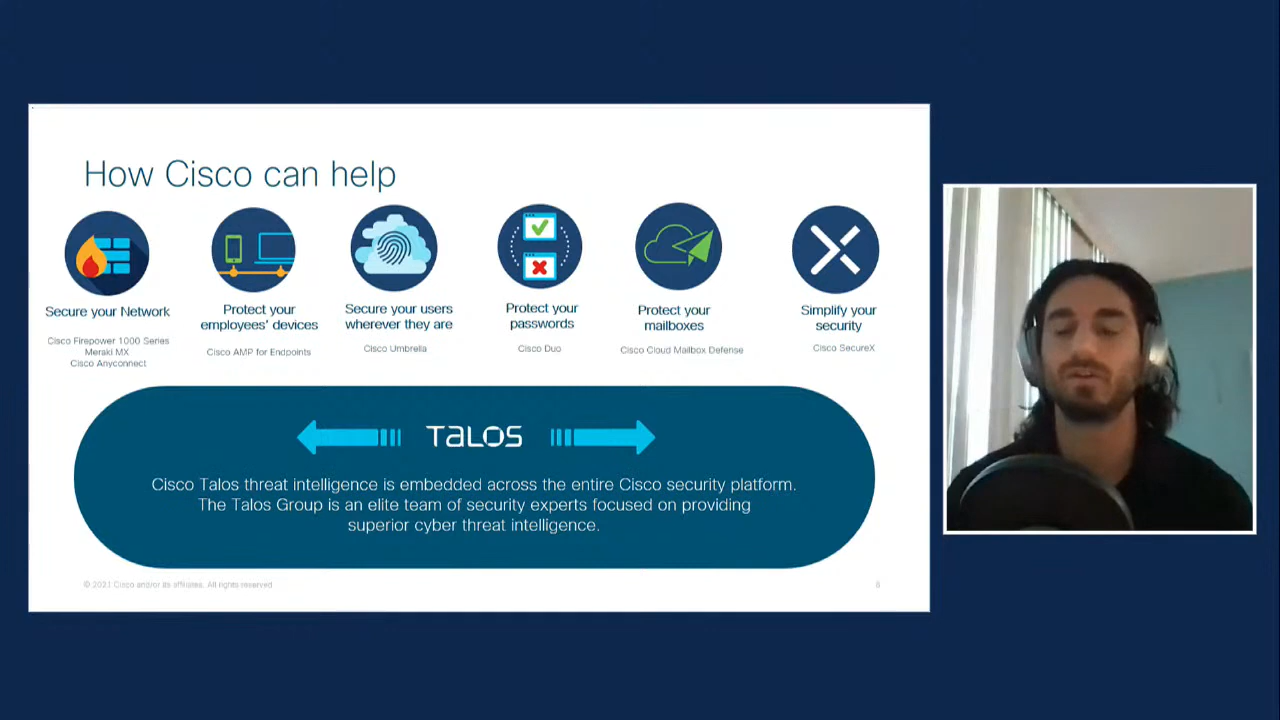 How Cisco can help
Secure your Network
Cisco Firepower 1000 Series
Meraki MX
Cisco Anyconnect
Protect your
employees' devices
Cisco AMP for Endpoints
Secure your users
wherever they are
Cisco Umbrella
Protect your
passwords
Cisco Duo
Protect your
mailboxes
Cisco Cloud Mailbox Defense
Simplify your
security
Cisco SecureX
TALOS
Cisco Talos threat intelligence is embedded across the entire Cisco security platform.
The Talos Group is an elite team of security experts focused on providing
superior cyber threat intelligence.
© 2021 Cisco and/or its affiliates. All rights reserved